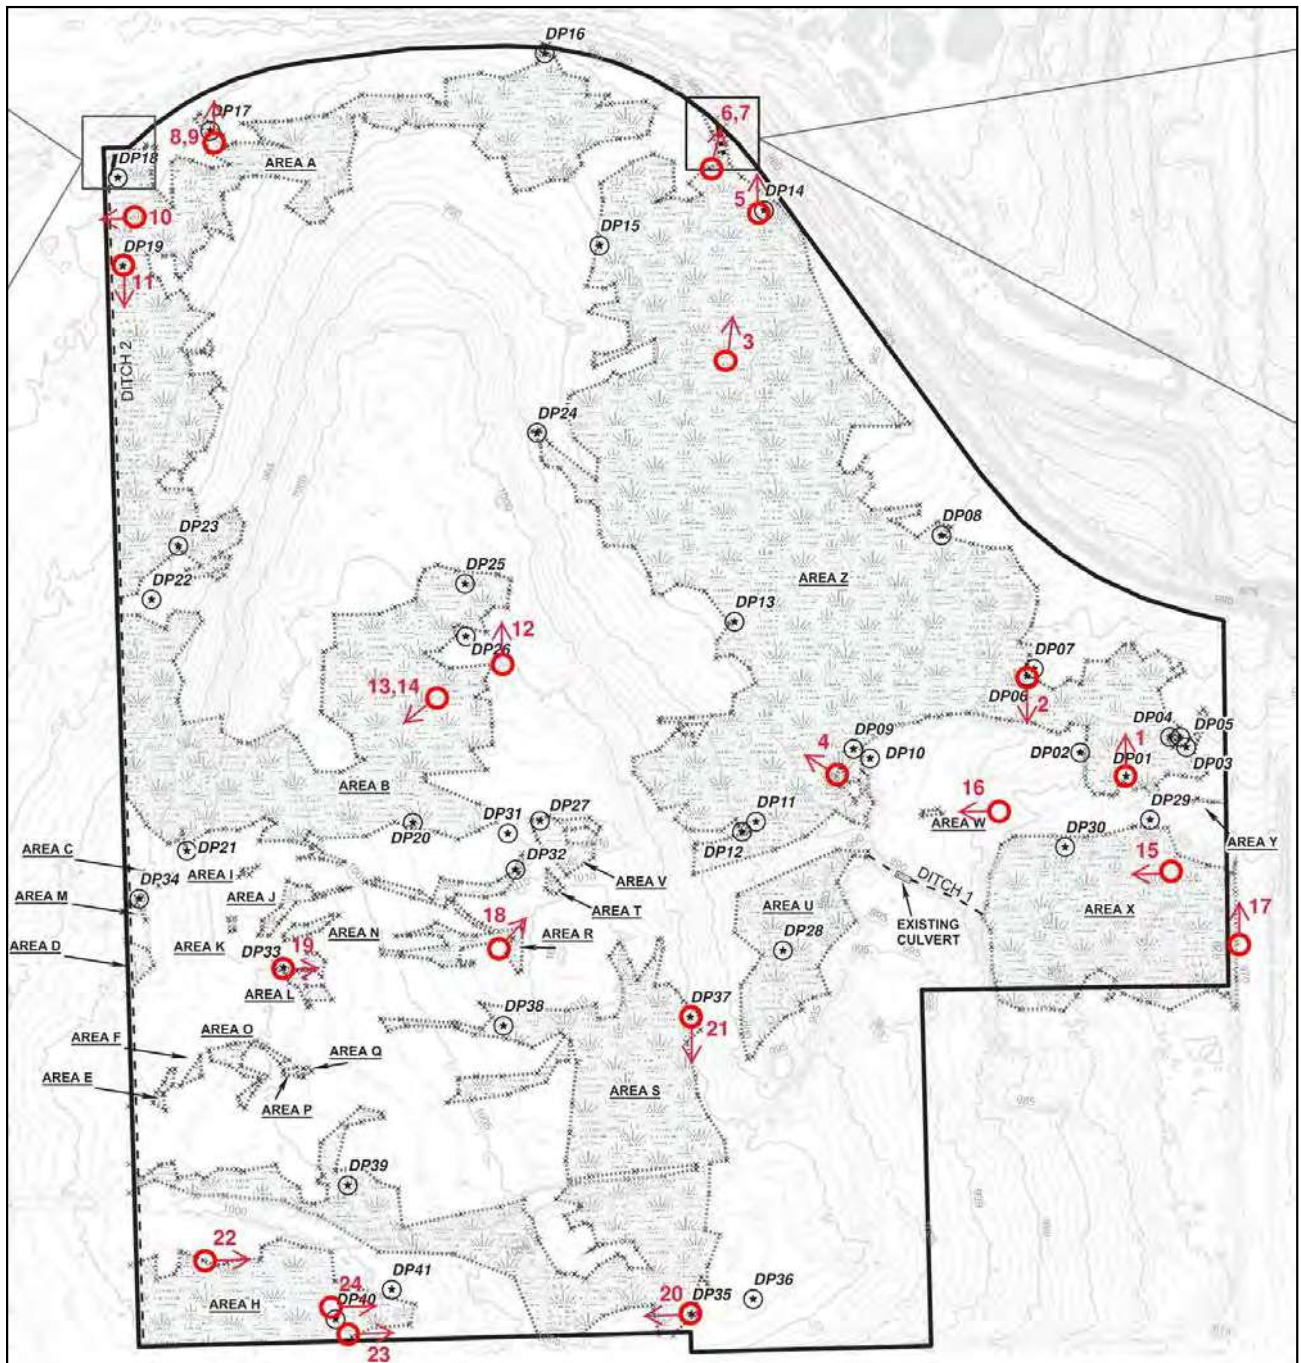 DP16
6,7
DP17
8,9
AREA A
DP18
DP14
5
10
DP15
DP19
11
3
DITCH 2
DP24
DP23
DP08
DP25
AREA Z
DP22
DP13
12
DP26
DP07
13,14
DP06
2
DP04
DP05
DP09
4
DP02
1
DP10
DP01
DP03
AREA B
16
DP27
DP31
DP11
DP29
DP20
AREA W
DP30
DP12
AREA Y
AREA C
DP21
DP32
15
AREA I
DP34
AREA V
DITCH 1
AREA M
AREA J
AREA T
AREA U
AREA X
17
18
EXISTING
CULVERT
AREA N
AREA R
AREA D
AREA K
19
DP28
DP33
AREA L
DP37
DP38
21
AREA O
AREA F
AREA Q
AREA E
AREA S
AREA P
DP39
1000
22
DP41
DP36
24
20
DP35
AREA H
DP40
23